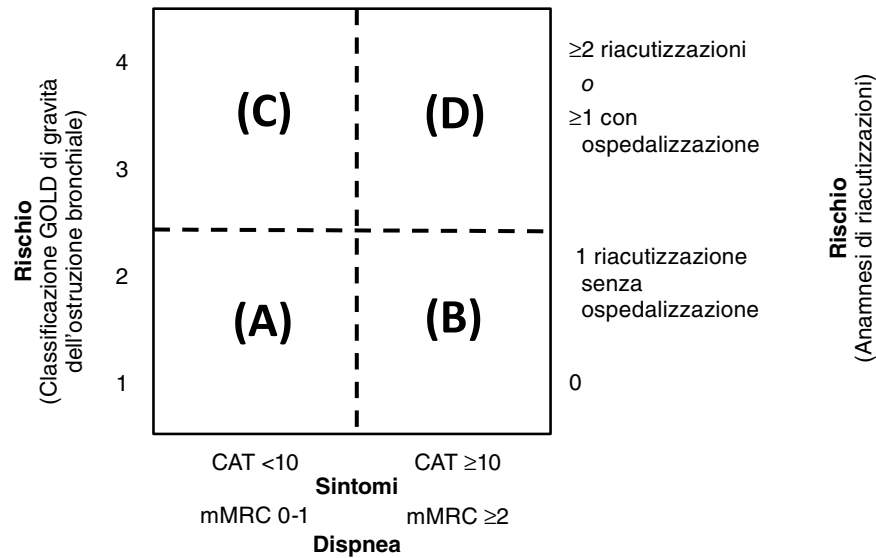 Rischio
(Classificazione GOLD di gravità
dell'ostruzione bronchiale)
4
3
2
1
(C)
(D)
(A)
(B)
≥2 riacutizzazioni
o
≥1 con
ospedalizzazione
1 riacutizzazione
senza
ospedalizzazione
0
Rischio
(Anamnesi di riacutizzazioni)
CAT <10
CAT ≥10
Sintomi
mMRC 0-1
mMRC ≥2
Dispnea